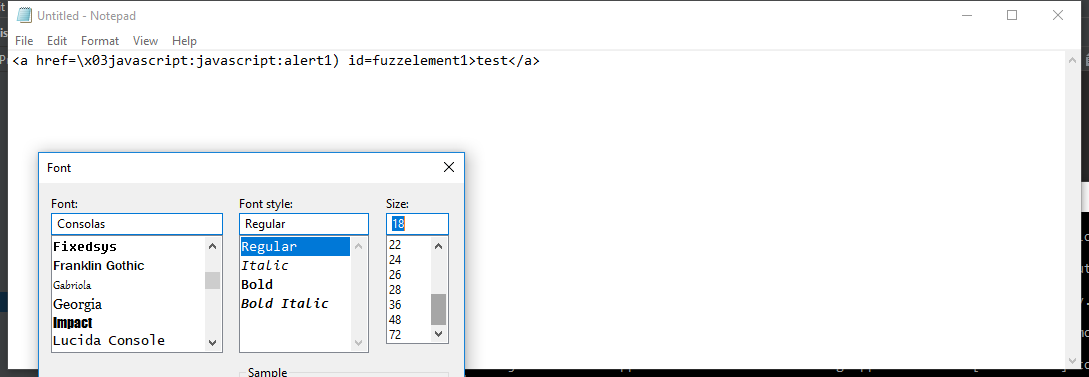 Untitled - Notepad
File Edit Format View Help
<a href=\x03javascript:javascript:alert1) id=fuzzelement1>test</a>
Font
Font: Font style: Size:
Consolas Regular 18
Fixedsys Regular 22
Franklin Gothic Italic 24
Gabriola Bold 26
Georgia Bold Italic 28
Impact 36
Lucida Console 48
72
Sample